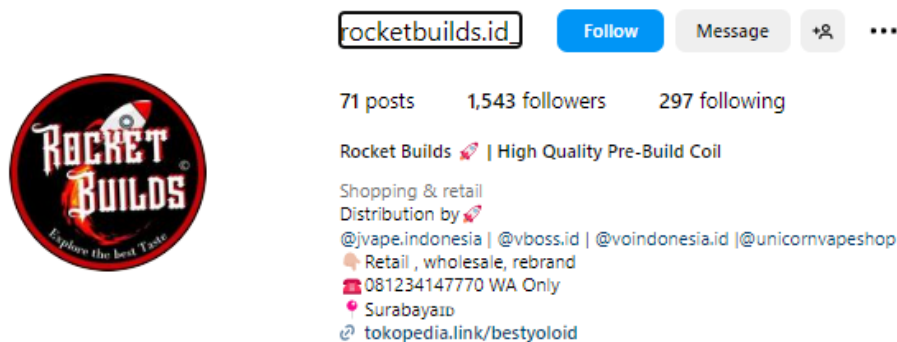 rocketbuilds.id_ Follow Message
71 posts 1,543 followers 297 following
Rocket Builds 🚀 | High Quality Pre-Build Coil
Shopping & retail
Distribution by🚀
@jvape.indonesia | @vboss.id | @voindonesia.id |@unicornvapeshop
👇🏻Retail , wholesale, rebrand
☎️081234147770 WA Only
📍Surabaya🇮🇩
tokopedia.link/bestyoloid
ROCKET
BUILDS ©
Explore the best Taste